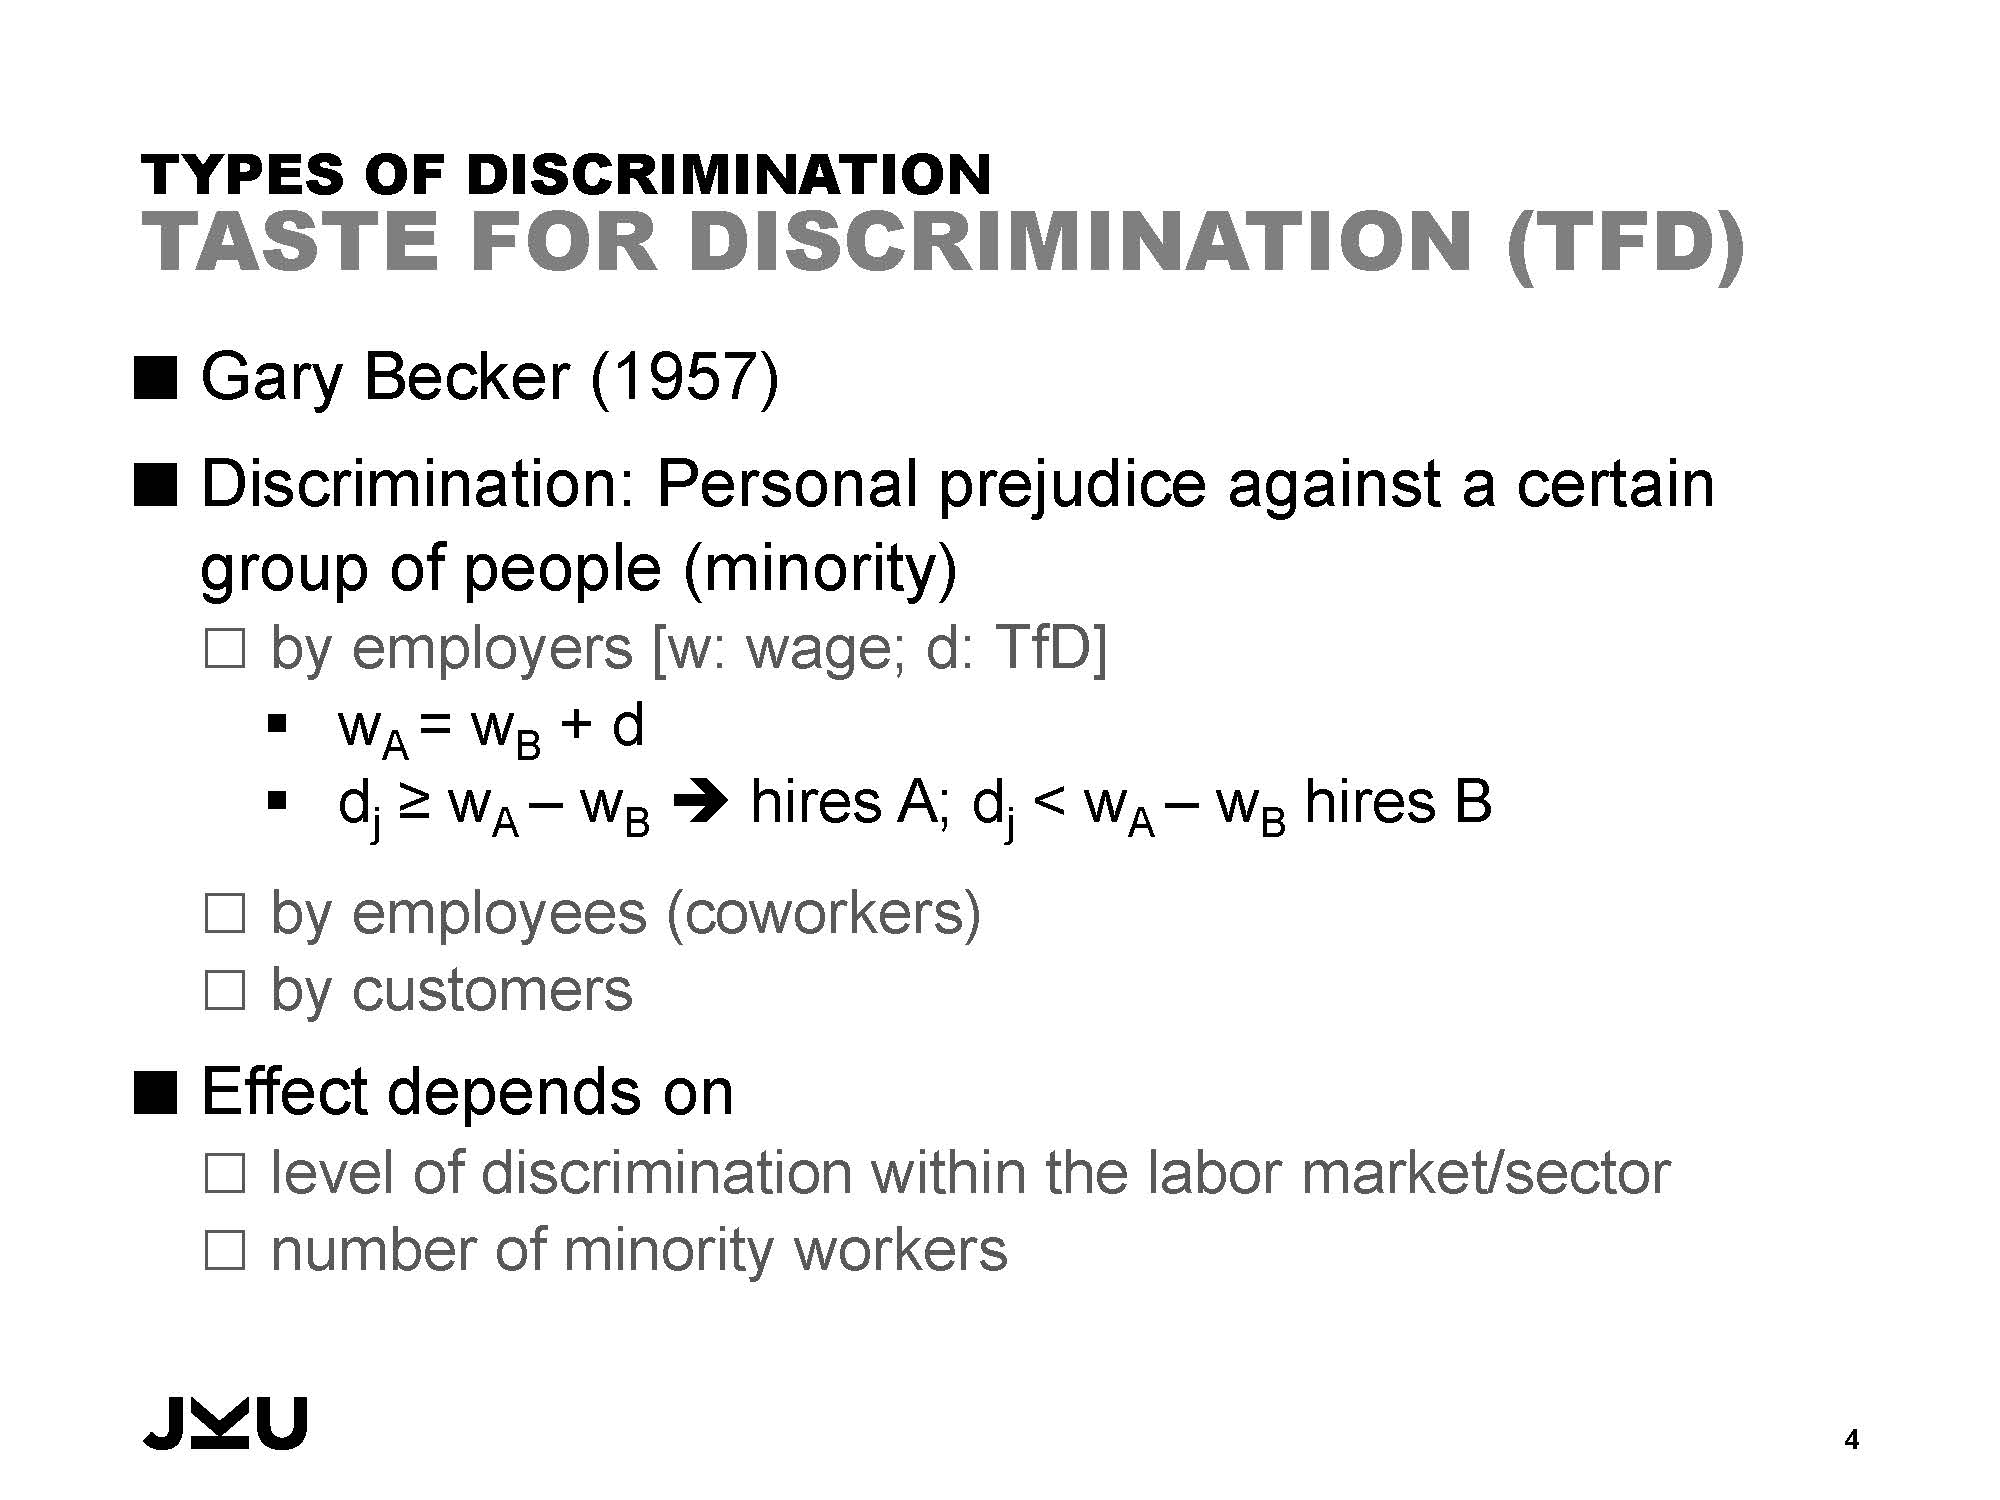 TYPES OF DISCRIMINATION
TASTE FOR DISCRIMINATION (TFD)
■ Gary Becker (1957)
■ Discrimination: Personal prejudice against a certain
group of people (minority)
□ by employers [w: wage; d: TfD]
▪ w_A = w_B + d
▪ d_j ≥ w_A – w_B ➔ hires A; d_j < w_A – w_B hires B
□ by employees (coworkers)
□ by customers
■ Effect depends on
□ level of discrimination within the labor market/sector
□ number of minority workers
JKU
4